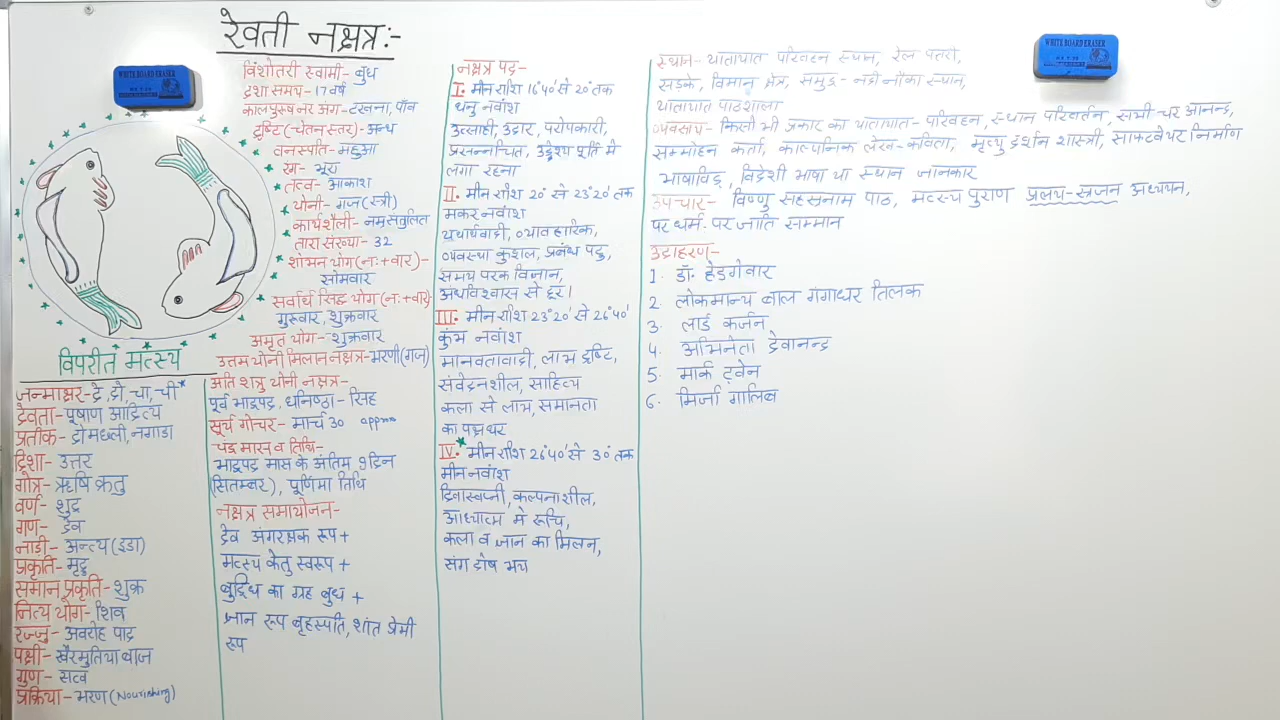 रेवती नक्षत्र:-
WHITE BOARD ERASER
विंशोतरी स्वामी- बुध
दशा समय- 17 वर्ष
कालपुरुष नर अंग- टखना, पाँव
दृष्टि (चेतनस्तर)- अन्ध
वनस्पति- महुआ
रंग- भूरा
तत्व- आकाश
योनी- गज (स्त्री)
कार्यशैली- नम्रसंतुलित
तारा संख्या- 32
शोभन योग (न:+वार)-
सोमवार
सर्वार्थ सिद्ध योग (न:+वार)-
गुरूवार, शुक्रवार
अमृत योग- शुक्रवार
उत्तम योनी मिलान नक्षत्र- भरणी (गज)
विपरीत मत्स्य
जन्माक्षर- दे, दो, चा, ची*
देवता- पूषाण आदित्य
प्रतीक- दो मछली, नगाडा
दिशा- उत्तर
गोत्र- ऋषि क्रतु
वर्ण- शुद्र
गण- देव
नाडी- अन्त्य (इडा)
प्रकृति- मृदु
समान प्रकृति- शुक्र
नित्य योग- शिव
रज्जु- अवरोह पाद
पक्षी- खैरमुतिया बाज
गुण- सत्व
प्रक्रिया- भरण (Nourishing)
अति शत्रु योनी नक्षत्र-
पूर्व भाद्रपद, धनिष्ठा- सिंह
सूर्य गोचर- मार्च 30 approx
चंद्र मास व तिथि-
भाद्रपद मास के अंतिम 9 दिन
(सितम्बर), पूर्णिमा तिथि
नक्षत्र समायोजन-
देव अंगरक्षक रूप +
मत्स्य केतु स्वरूप +
बुद्धि का ग्रह बुध +
ज्ञान रूप बृहस्पति, शांत प्रेमी
रूप
नक्षत्र पद-
I. मीन राशि 16°40' से 20° तक
धनु नवांश
उत्साही, उदार, परोपकारी,
प्रसन्नचित, उद्देश्य पूर्ति मे
लगा रहना
II. मीन राशि 20° से 23°20' तक
मकर नवांश
यथार्थवादी, व्यावहारिक,
व्यवस्था कुशल, प्रबंध पटु,
समय परक विज्ञान,
अंधविश्वास से दूर।
III. मीन राशि 23°20' से 26°40'
कुंभ नवांश
मानवतावादी, लाभ दृष्टि,
संवेदनशील, साहित्य
कला से लाभ, समानता
का पक्षधर
IV.* मीन राशि 26°40' से 30° तक
मीन नवांश
दिवास्वप्नी, कल्पनाशील,
आध्यात्म मे रूचि,
कला व ज्ञान का मिलन,
संग दोष भय
स्थान- यातायात परिवहन स्थान, रेल पटरी,
सड़के, विमान क्षेत्र, समुद्र- नदी नौका स्थान,
यातायात पाठशाला
व्यवसाय- किसी भी प्रकार का यातायात- परिवहन, स्थान परिवर्तन, सभी- चर आनन्द,
सम्मोहन कर्ता, काल्पनिक लेख- कविता, मृत्यु दर्शन शास्त्री, साफटवेयर निर्माण
भाषाविद्, विदेशी भाषा या स्थान जानकार
उपचार- विष्णु सहस्त्रनाम पाठ, मत्स्य पुराण प्रलय- सृजन अध्ययन,
पर धर्म- पर जाति सम्मान
उदाहरण-
1. डॉ. हेडगेवार
2. लोकमान्य बाल गंगाधर तिलक
3. लार्ड कर्जन
4. अभिनेता देवानन्द
5. मार्क ट्वेन
6. मिर्जा गालिब
WHITE BOARD ERASER